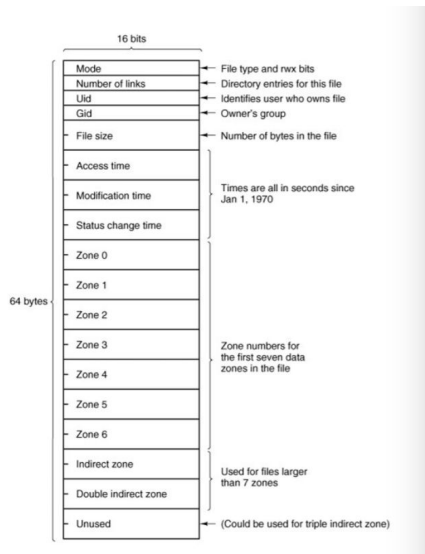 16 bits
Mode File type and rwx bits
Number of links Directory entries for this file
Uid Identifies user who owns file
Gid Owner's group
File size Number of bytes in the file
Access time
Modification time
Status change time
Times are all in seconds since
Jan 1, 1970
Zone 0
Zone 1
Zone 2
Zone 3
Zone 4
Zone 5
Zone 6
64 bytes
Zone numbers for
the first seven data
zones in the file
Indirect zone
Double indirect zone
Used for files larger
than 7 zones
Unused (Could be used for triple indirect zone)